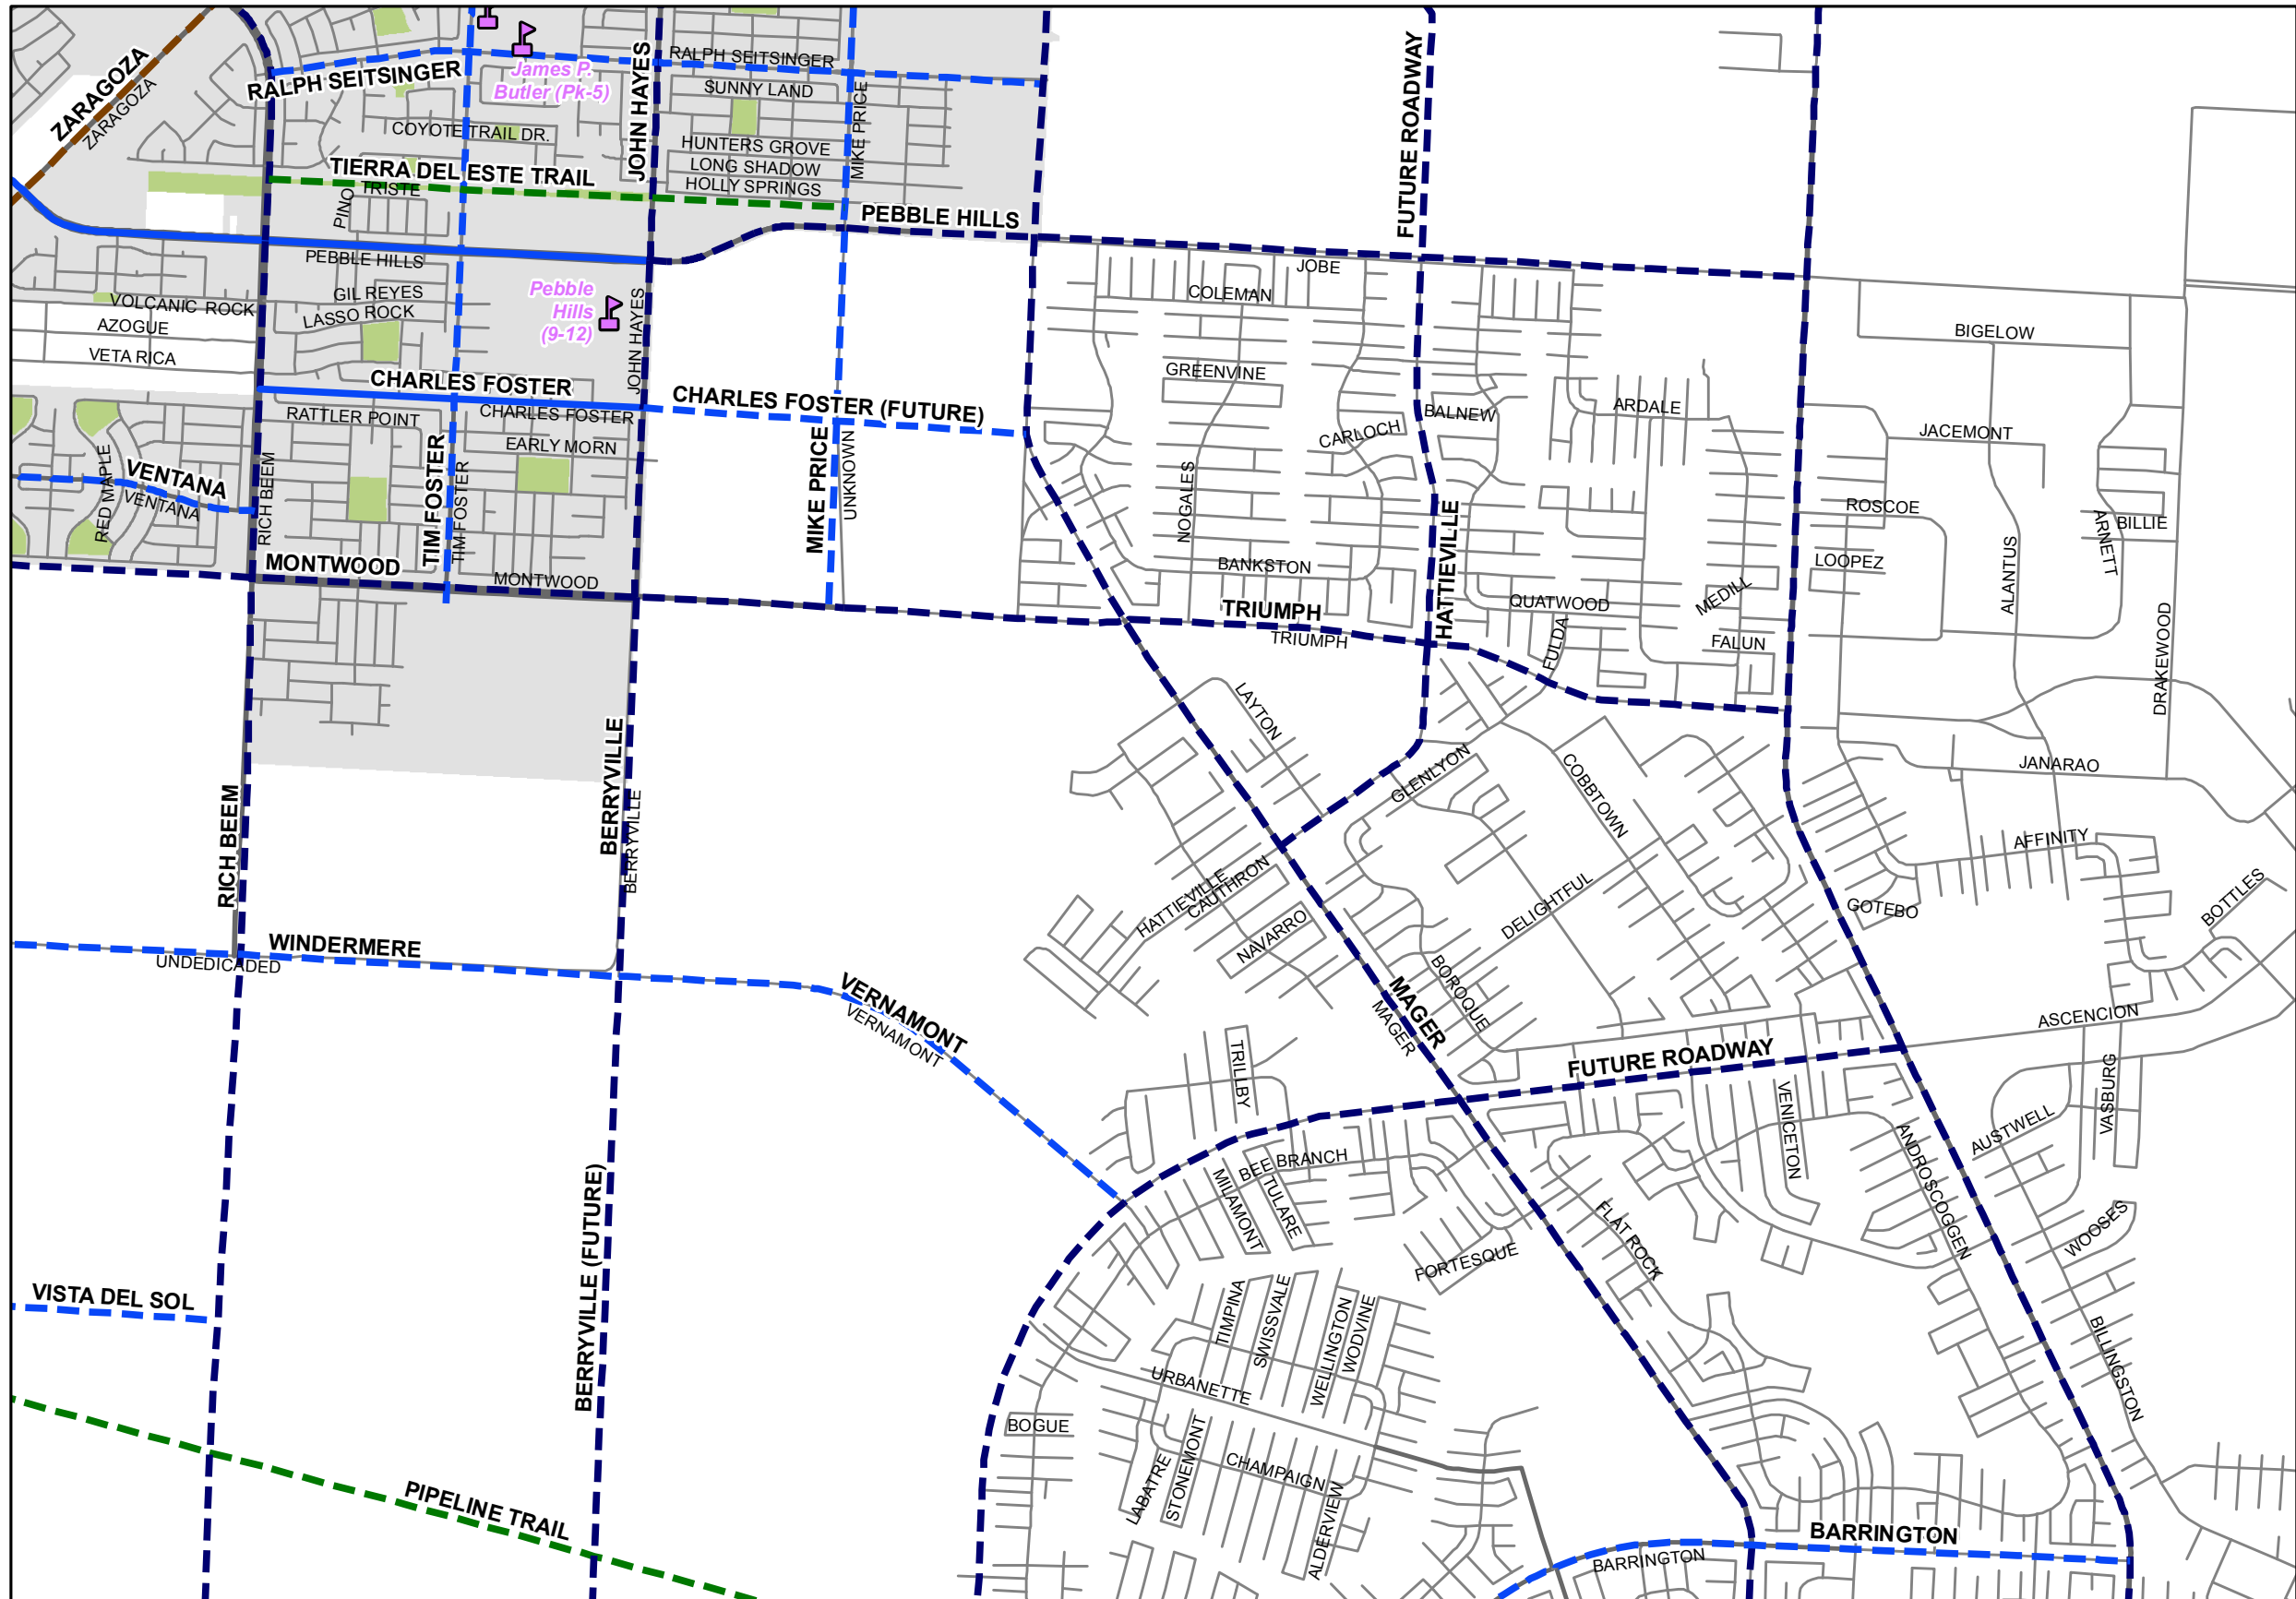 ZARAGOZA
ZARAGOZA
RALPH SEITSINGER
James P.
Butler (Pk-5)
JOHN HAYES
RALPH SEITSINGER
SUNNY LAND
MIKE PRICE
COYOTE TRAIL DR.
HUNTERS GROVE
LONG SHADOW
HOLLY SPRINGS
TIERRA DEL ESTE TRAIL
TRISTE
PINO
PEBBLE HILLS
FUTURE ROADWAY
PEBBLE HILLS
JOBE
COLEMAN
Pebble
Hills
(9-12)
GIL REYES
LASSO ROCK
VOLCANIC ROCK
AZOGUE
VETA RICA
JOHN HAYES
BIGELOW
GREENVINE
CHARLES FOSTER
CHARLES FOSTER (FUTURE)
RATTLER POINT
CHARLES FOSTER
EARLY MORN
BALNEW
ARDALE
CARLOCH
JACEMONT
VENTANA
VENTANA
RED MAPLE
RICH BEEM
TIM FOSTER
TIM FOSTER
MIKE PRICE
UNKNOWN
NOGALES
HATTIEVILLE
ROSCOE
BILLIE
ARNETT
LOOPEZ
ALANTUS
MONTWOOD
MONTWOOD
BANKSTON
TRIUMPH
TRIUMPH
QUATWOOD
MEDILL
FULDA
FALUN
DRAKEWOOD
LAYTON
GLENLYON
COBBTOWN
JANARAO
BERRYVILLE
BERRYVILLE
RICH BEEM
AFFINITY
HATTIEVILLE
CAUTHRON
NAVARRO
DELIGHTFUL
GOTEBO
BOTTLES
WINDERMERE
UNDEDICADED
VERNAMONT
VERNAMONT
MAGER
MAGER
BOROQUE
ASCENCION
FUTURE ROADWAY
TRILLBY
VENICETON
VASBURG
AUSTWELL
ANDROSCOGGEN
BEE BRANCH
MILAMONT
TULARE
FLAT ROCK
FORTESQUE
WOOSES
BERRYVILLE (FUTURE)
VISTA DEL SOL
TIMPINA
SWISSVALE
WELLINGTON
WODVINE
BILLINGSTON
URBANETTE
BOGUE
LABATRE
STONEMONT
CHAMPAIGN
ALDERVIEW
PIPELINE TRAIL
BARRINGTON
BARRINGTON